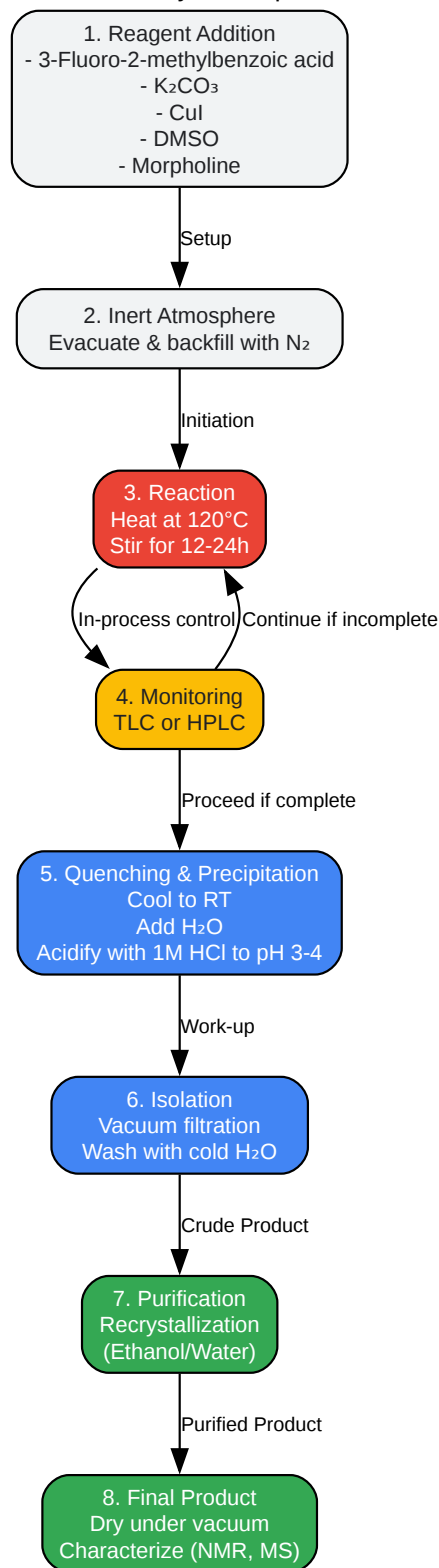 1. Reagent Addition
- 3-Fluoro-2-methylbenzoic acid
- K₂CO₃
- CuI
- DMSO
- Morpholine
Setup
2. Inert Atmosphere
Evacuate & backfill with N₂
Initiation
3. Reaction
Heat at 120°C
Stir for 12-24h
In-process control
Continue if incomplete
4. Monitoring
TLC or HPLC
Proceed if complete
5. Quenching & Precipitation
Cool to RT
Add H₂O
Acidify with 1M HCl to pH 3-4
Work-up
6. Isolation
Vacuum filtration
Wash with cold H₂O
Crude Product
7. Purification
Recrystallization
(Ethanol/Water)
Purified Product
8. Final Product
Dry under vacuum
Characterize (NMR, MS)